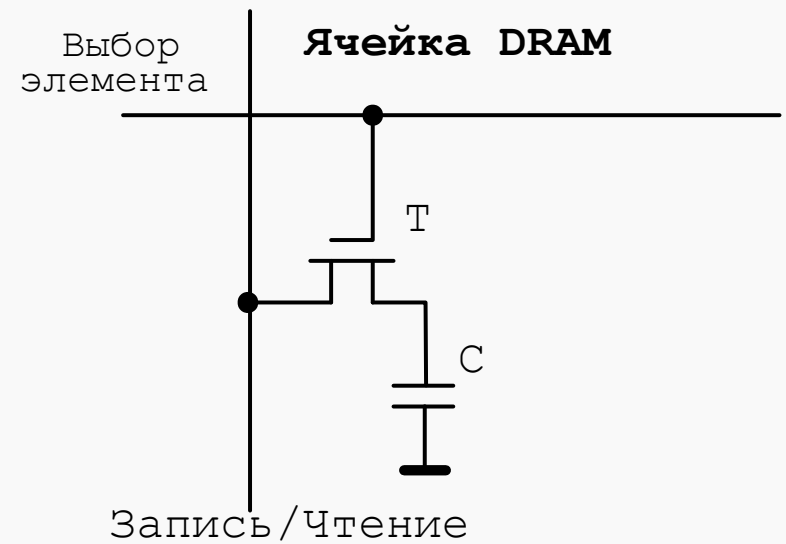 Выбор
элемента
Ячейка DRAM
T
C
Запись/Чтение